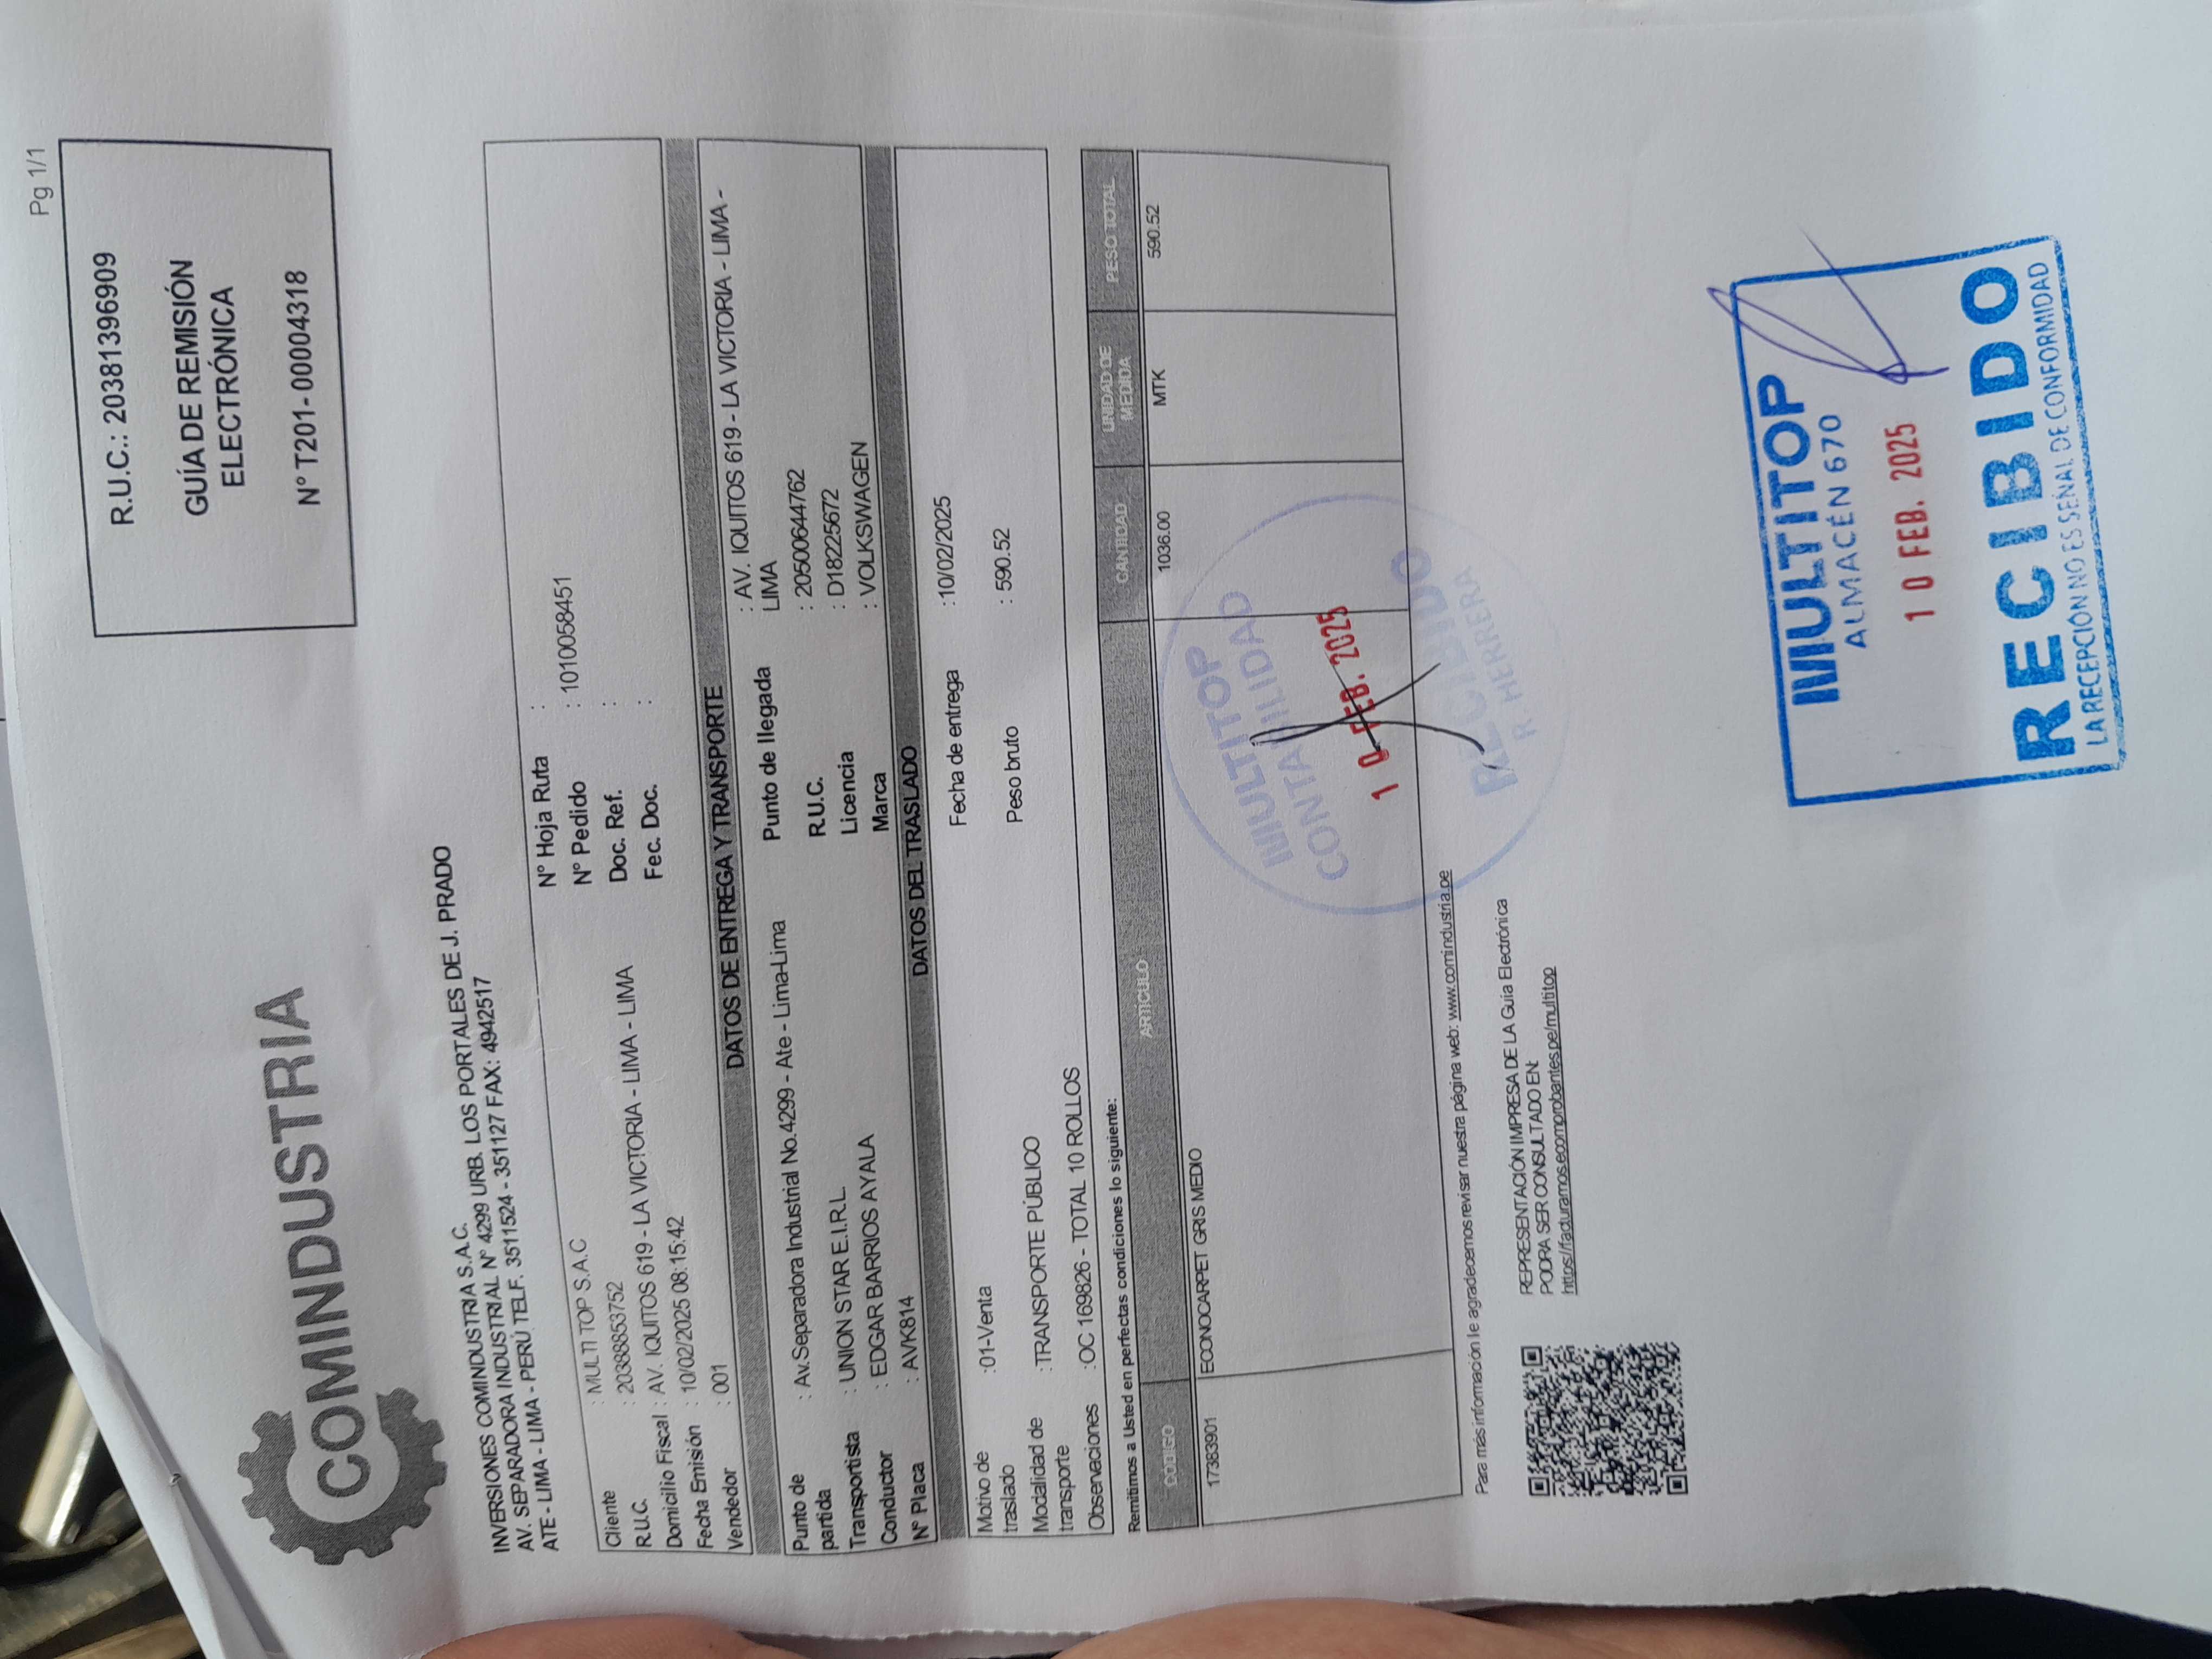 Pg 1/1
COMINDUSTRIA
R.U.C.: 20381396909
GUÍA DE REMISIÓN
ELECTRÓNICA
N° T201- 00004318
INVERSIONES COMINDUSTRIA S.A.C.
AV. SEPARADORA INDUSTRIAL N° 4299 URB. LOS PORTALES DE J. PRADO
ATE - LIMA - LIMA - PERÚ TELF. 3511524 - 351127 FAX: 4942517
Cliente : MULTI TOP S.A.C N° Hoja Ruta :
R.U.C. : 20388853752 N° Pedido : 1010058451
Domicilio Fiscal : AV. IQUITOS 619 - LA VICTORIA - LIMA - LIMA Doc. Ref. :
Fecha Emisión : 10/02/2025 08:15:42 Fec. Doc. :
Vendedor : 001
DATOS DE ENTREGA Y TRANSPORTE
Punto de partida : Av.Separadora Industrial No.4299 - Ate - Lima-Lima Punto de llegada : AV. IQUITOS 619 - LA VICTORIA - LIMA - LIMA
Transportista : UNION STAR E.I.R.L. R.U.C. : 20500644762
Conductor : EDGAR BARRIOS AYALA Licencia : D18225672
N° Placa : AVK814 Marca : VOLKSWAGEN
DATOS DEL TRASLADO
Motivo de traslado :01-Venta Fecha de entrega :10/02/2025
Modalidad de transporte :TRANSPORTE PÚBLICO Peso bruto : 590.52
Observaciones :OC 169826 - TOTAL 10 ROLLOS
Remitimos a Usted en perfectas condiciones lo siguiente:
CODIGO ARTICULO CANTIDAD UNIDAD DE MEDIDA PESO TOTAL
17383901 ECONOCARPET GRIS MEDIO 1036.00 MTK 590.52
MULTITOP
CONTABILIDAD
10 FEB. 2025
RECIBIDO
R. HERRERA
Para más información le agradecemos revisar nuestra página web: www.comindustria.pe
REPRESENTACIÓN IMPRESA DE LA Guía Electrónica
PODRA SER CONSULTADO EN:
https://facturamos.ecomprobantes.pe/multitop
MULTITOP
ALMACÉN 670
10 FEB. 2025
RECIBIDO
LA RECEPCIÓN NO ES SEÑAL DE CONFORMIDAD